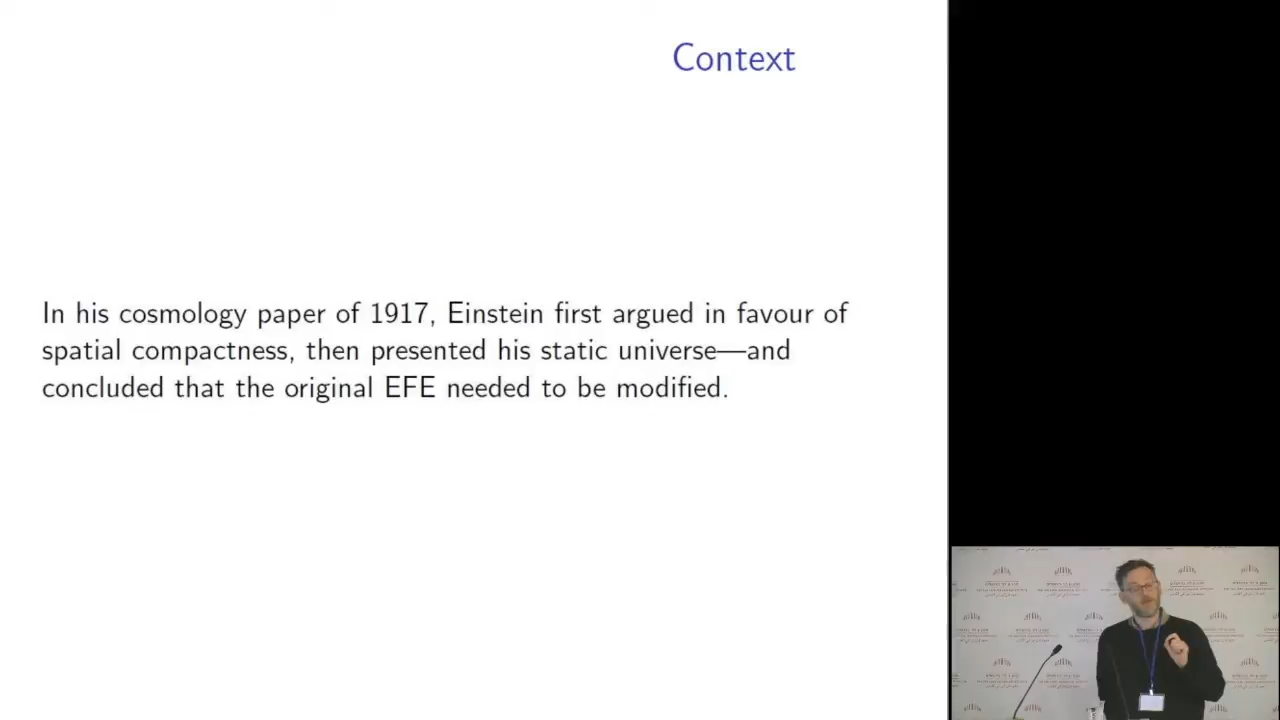 Context
In his cosmology paper of 1917, Einstein first argued in favour of
spatial compactness, then presented his static universe—and
concluded that the original EFE needed to be modified.